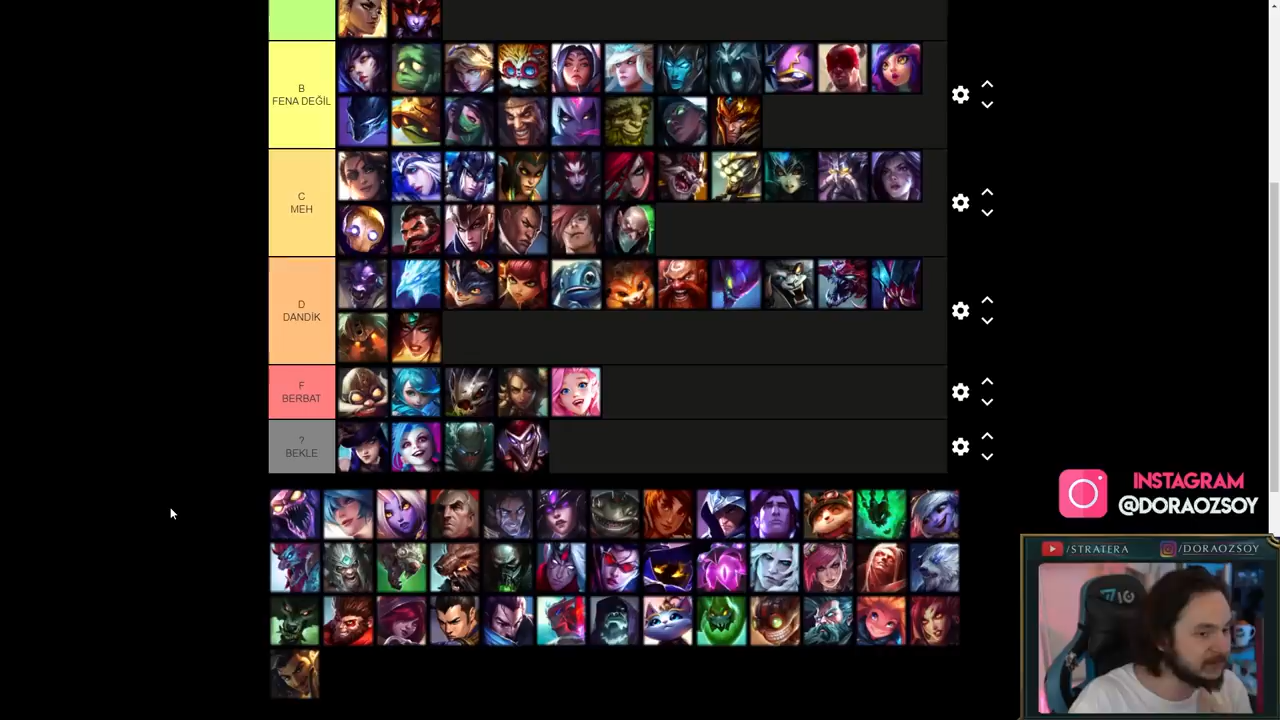 B
FENA DEĞİL
C
MEH
D
DANDİK
F
BERBAT
?
BEKLE
INSTAGRAM
@DORAOZSOY
/STRATERA
/DORAOZSOY